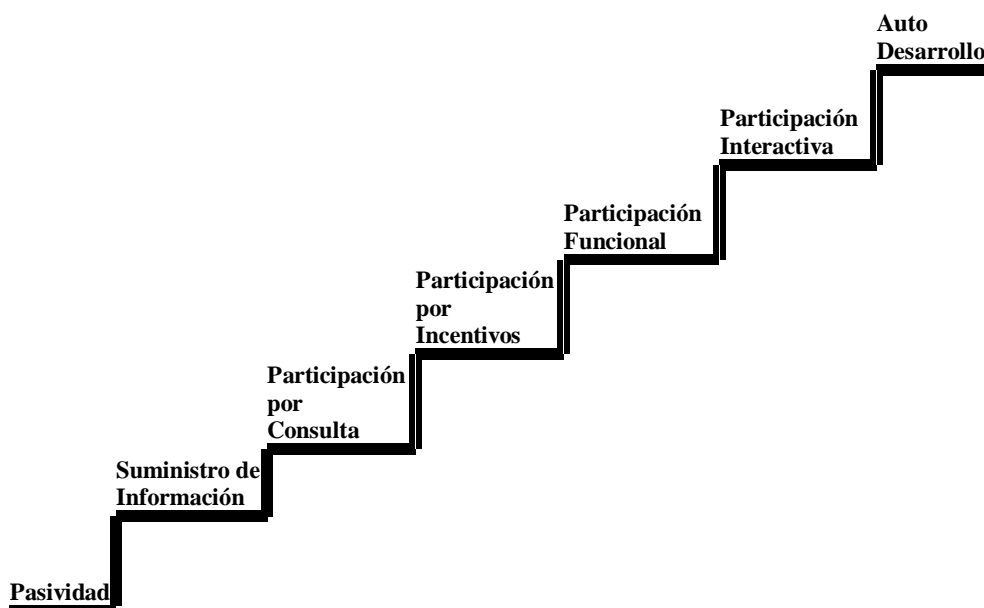 Auto
Desarrollo
Participación
Interactiva
Participación
Funcional
Participación
por
Incentivos
Participación
por
Consulta
Suministro de
Información
Pasividad